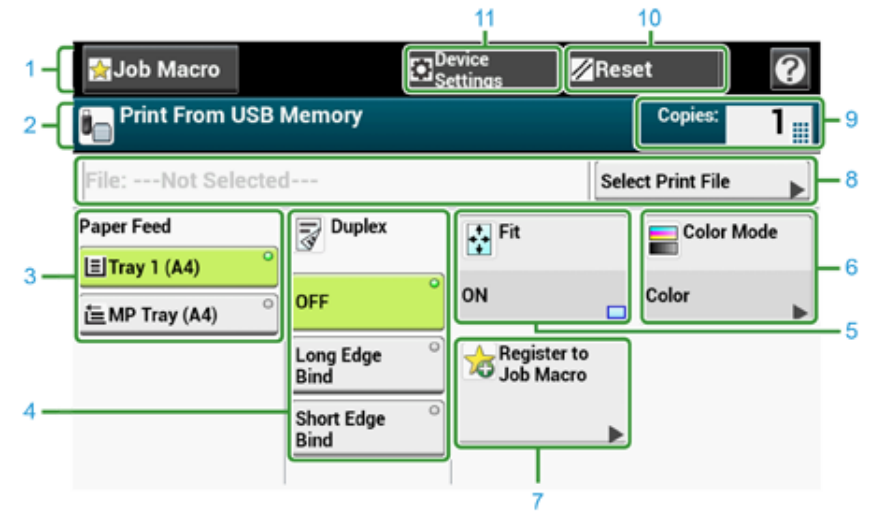 11
10
1
Job Macro
Device
Settings
Reset
?
2
Print From USB Memory
Copies:
1
9
File: ---Not Selected---
Select Print File
8
Paper Feed
Duplex
Fit
Color Mode
3
Tray 1 (A4)
OFF
ON
Color
6
MP Tray (A4)
5
4
Long Edge
Bind
Register to
Job Macro
Short Edge
Bind
7